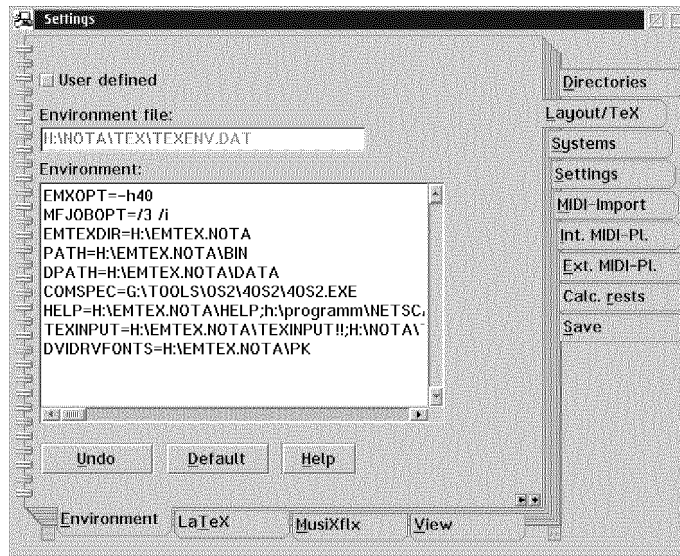 Settings
User defined
Environment file:
H:\NOTA\TEX\TEXENV.DAT
Environment:
EMXOPT=-h40
MFJOBOPT=/3 /i
EMTEXDIR=H:\EMTEX.NOTA
PATH=H:\EMTEX.NOTA\BIN
DPATH=H:\EMTEX.NOTA\DATA
COMSPEC=G:\TOOLS\OS2\4OS2\4OS2.EXE
HELP=H:\EMTEX.NOTA\HELP;h:\programm\NETSC
TEXINPUT=H:\EMTEX.NOTA\TEXINPUT!!;H:\NOTA\
DVIDRVFONTS=H:\EMTEX.NOTA\PK
Undo
Default
Help
Environment
LaTeX
MusiXflx
View
Directories
Layout/TeX
Systems
Settings
MIDI-Import
Int. MIDI-Pl.
Ext. MIDI-Pl.
Calc. rests
Save